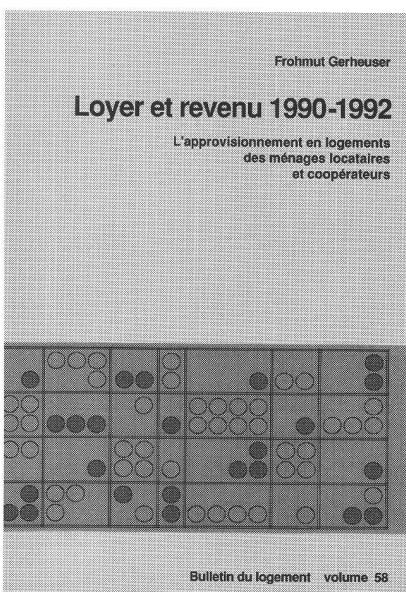 Frohmut Gerheuser
Loyer et revenu 1990-1992
L'approvisionnement en logements
des ménages locataires
et coopérateurs
Bulletin du logement volume 58